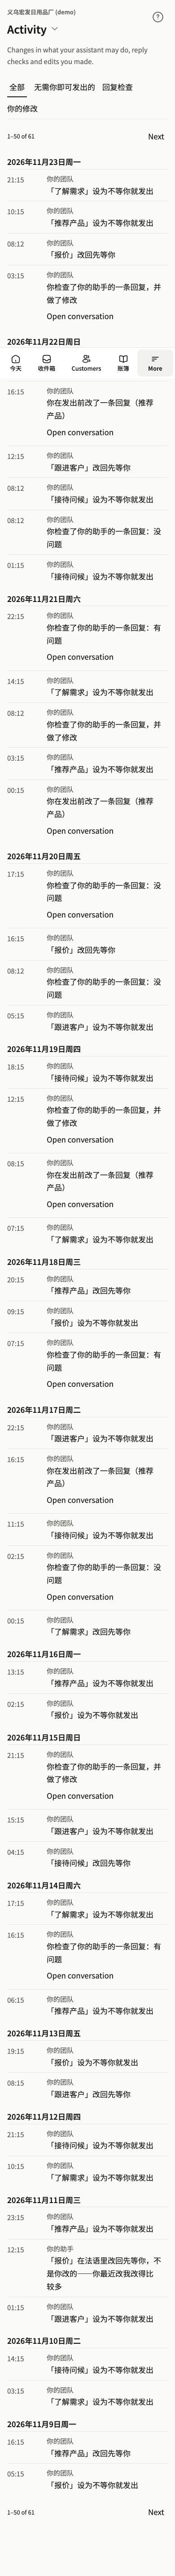 义乌宏发日用品厂 (demo)
Activity
Changes in what your assistant may do, reply
checks and edits you made.
全部 无需你即可发出的 回复检查
你的修改
1–50 of 61 Next
2026年11月23日周一
21:15 你的团队
「了解需求」设为不等你就发出
10:15 你的团队
「推荐产品」设为不等你就发出
08:12 你的团队
「报价」改回先等你
03:15 你的团队
你检查了你的助手的一条回复，并
做了修改
Open conversation
2026年11月22日周日
今天 收件箱 Customers 账簿 More
16:15 你的团队
你在发出前改了一条回复（推荐
产品）
Open conversation
12:15 你的团队
「跟进客户」改回先等你
08:12 你的团队
「接待问候」设为不等你就发出
08:12 你的团队
你检查了你的助手的一条回复：没
问题
01:15 你的团队
「接待问候」设为不等你就发出
2026年11月21日周六
22:15 你的团队
你检查了你的助手的一条回复：有
问题
Open conversation
14:15 你的团队
「了解需求」设为不等你就发出
08:12 你的团队
你检查了你的助手的一条回复，并
做了修改
03:15 你的团队
「推荐产品」设为不等你就发出
00:15 你的团队
你在发出前改了一条回复（推荐
产品）
Open conversation
2026年11月20日周五
17:15 你的团队
你检查了你的助手的一条回复：没
问题
Open conversation
16:15 你的团队
「报价」改回先等你
08:12 你的团队
你检查了你的助手的一条回复：没
问题
05:15 你的团队
「跟进客户」设为不等你就发出
2026年11月19日周四
18:15 你的团队
「接待问候」设为不等你就发出
12:15 你的团队
你检查了你的助手的一条回复，并
做了修改
Open conversation
08:15 你的团队
你在发出前改了一条回复（推荐
产品）
Open conversation
07:15 你的团队
「了解需求」设为不等你就发出
2026年11月18日周三
20:15 你的团队
「推荐产品」改回先等你
09:15 你的团队
「报价」设为不等你就发出
07:15 你的团队
你检查了你的助手的一条回复：有
问题
Open conversation
2026年11月17日周二
22:15 你的团队
「跟进客户」设为不等你就发出
16:15 你的团队
你在发出前改了一条回复（推荐
产品）
Open conversation
11:15 你的团队
「接待问候」设为不等你就发出
02:15 你的团队
你检查了你的助手的一条回复：没
问题
Open conversation
00:15 你的团队
「了解需求」改回先等你
2026年11月16日周一
13:15 你的团队
「推荐产品」设为不等你就发出
02:15 你的团队
「报价」设为不等你就发出
2026年11月15日周日
21:15 你的团队
你检查了你的助手的一条回复，并
做了修改
Open conversation
15:15 你的团队
「跟进客户」设为不等你就发出
04:15 你的团队
「接待问候」改回先等你
2026年11月14日周六
17:15 你的团队
「了解需求」设为不等你就发出
16:15 你的团队
你检查了你的助手的一条回复：有
问题
Open conversation
06:15 你的团队
「推荐产品」设为不等你就发出
2026年11月13日周五
19:15 你的团队
「报价」设为不等你就发出
08:15 你的团队
「跟进客户」改回先等你
2026年11月12日周四
21:15 你的团队
「接待问候」设为不等你就发出
10:15 你的团队
「了解需求」设为不等你就发出
2026年11月11日周三
23:15 你的团队
「推荐产品」设为不等你就发出
12:15 你的助手
「报价」在法语里改回先等你，不
是你改的——你最近改我改得比
较多
01:15 你的团队
「跟进客户」设为不等你就发出
2026年11月10日周二
14:15 你的团队
「接待问候」设为不等你就发出
03:15 你的团队
「了解需求」设为不等你就发出
2026年11月9日周一
16:15 你的团队
「推荐产品」改回先等你
05:15 你的团队
「报价」设为不等你就发出
1–50 of 61 Next